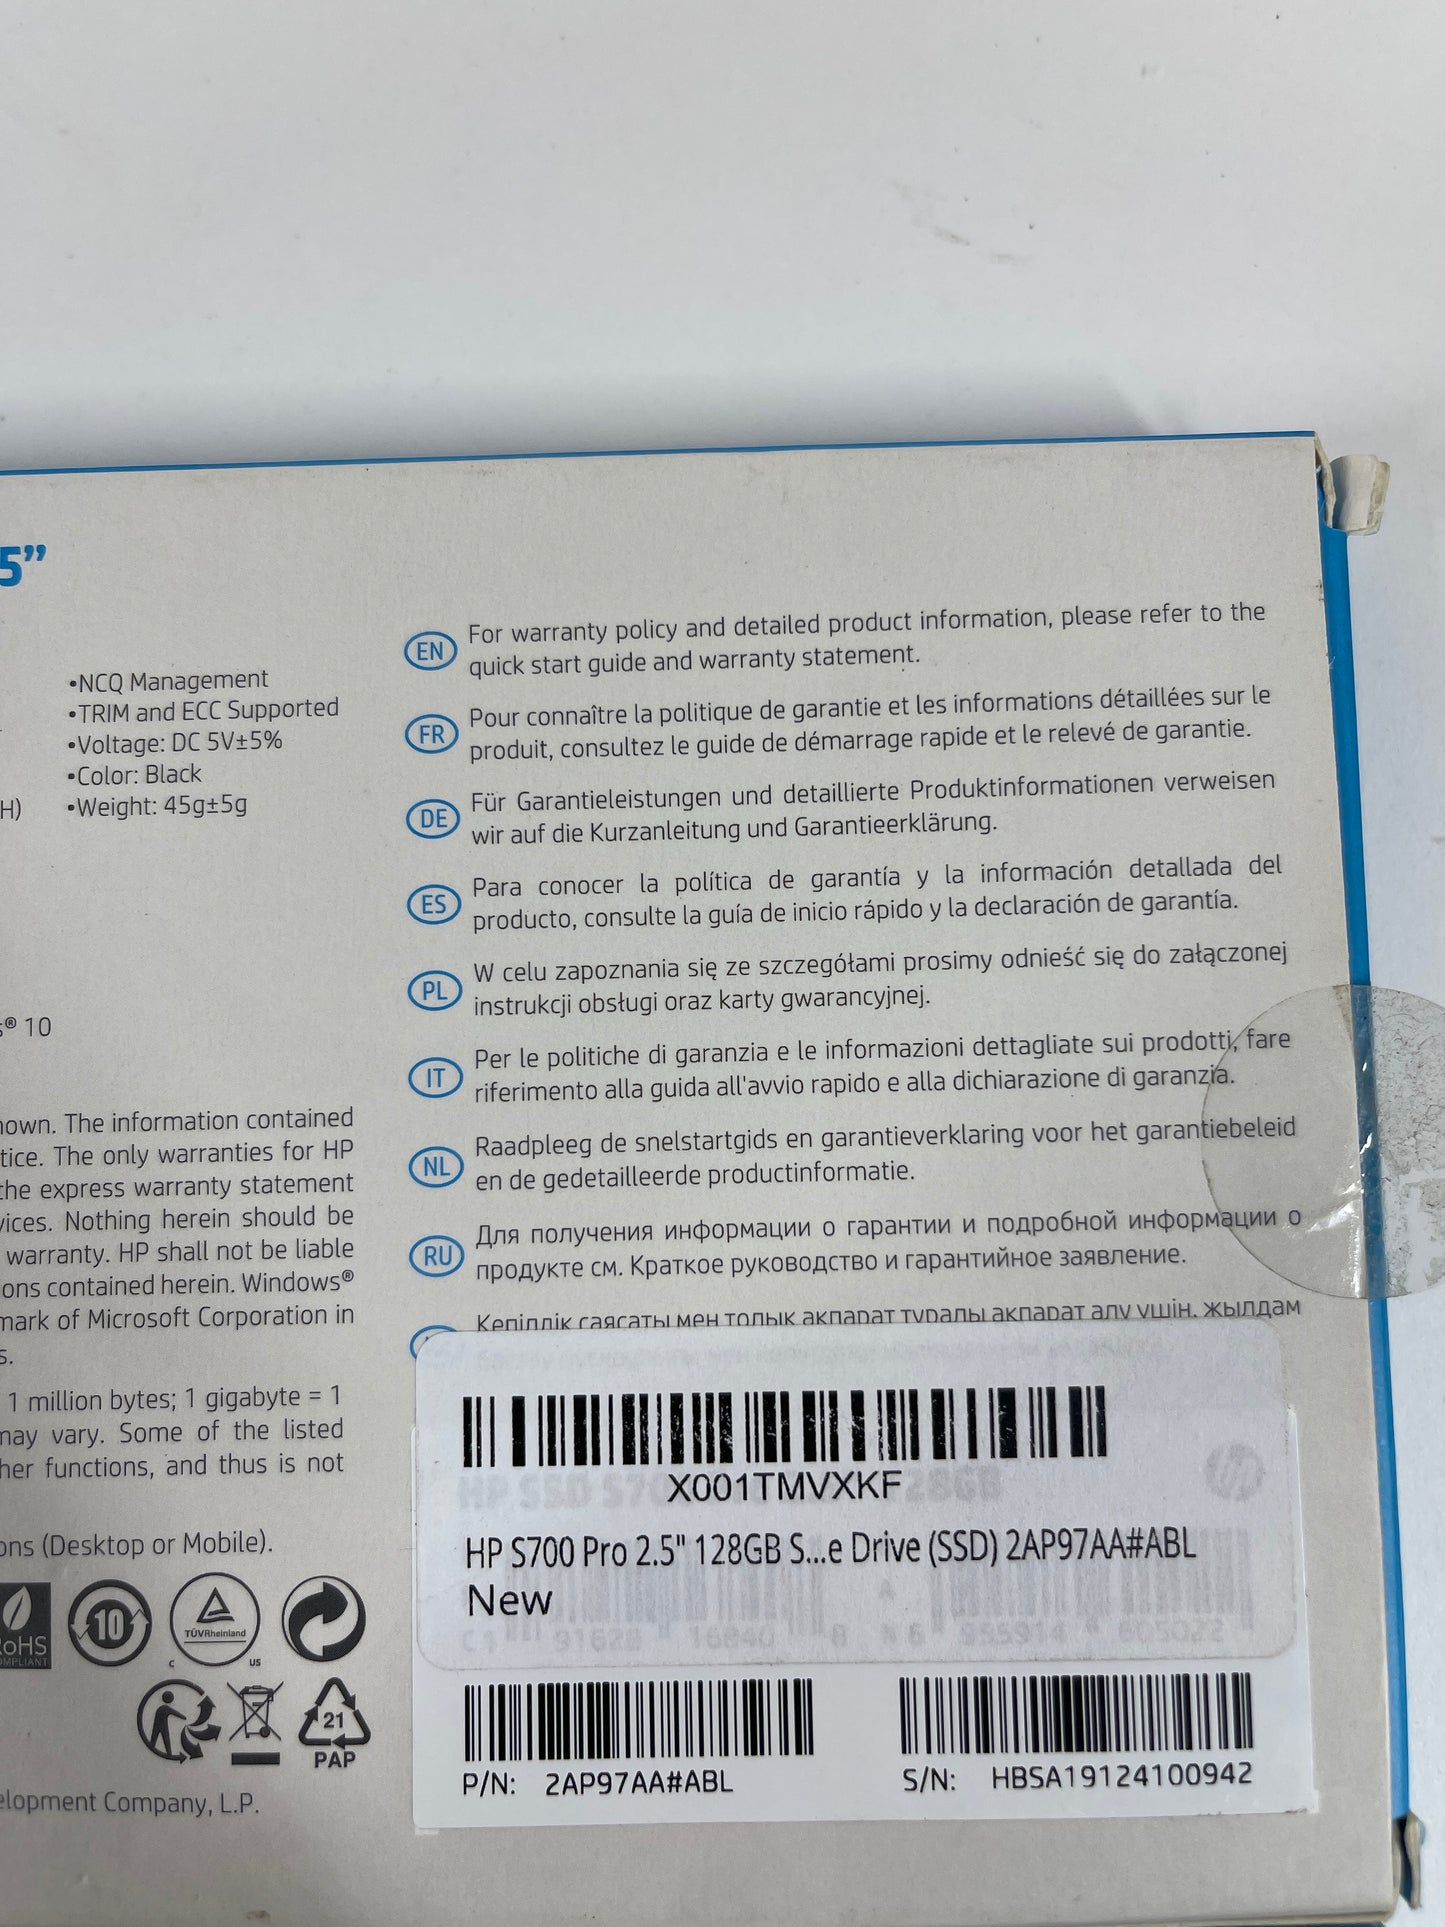 5”
•NCQ Management
•TRIM and ECC Supported
•Voltage: DC 5V±5%
•Color: Black
H) •Weight: 45g±5g
® 10
The information contained
The only warranties for HP
the express warranty statement
Nothing herein should be
warranty. HP shall not be liable
contained herein. Windows®
of Microsoft Corporation in
s.
1 million bytes; 1 gigabyte = 1
may vary. Some of the listed
functions, and thus is not
(Desktop or Mobile).
RoHS
COMPLIANT
10
TÜVRheinland
C US
21
PAP
Company, L.P.
EN For warranty policy and detailed product information, please refer to the
quick start guide and warranty statement.
FR Pour connaître la politique de garantie et les informations détaillées sur le
produit, consultez le guide de démarrage rapide et le relevé de garantie.
DE Für Garantieleistungen und detaillierte Produktinformationen verweisen
wir auf die Kurzanleitung und Garantieerklärung.
ES Para conocer la política de garantía y la información detallada del
producto, consulte la guía de inicio rápido y la declaración de garantía.
PL W celu zapoznania się ze szczegółami prosimy odnieść się do załączonej
instrukcji obsługi oraz karty gwarancyjnej.
IT Per le politiche di garanzia e le informazioni dettagliate sui prodotti, fare
riferimento alla guida all'avvio rapido e alla dichiarazione di garanzia.
NL Raadpleeg de snelstartgids en garantieverklaring voor het garantiebeleid
en de gedetailleerde productinformatie.
RU Для получения информации о гарантии и подробной информации о
продукте см. Краткое руководство и гарантийное заявление.
Кепілдік саясаты мен толық ақпарат туралы ақпарат алу үшін, жылдам
X001TMVXKF
HP SSD S700 128GB
HP S700 Pro 2.5" 128GB S...e Drive (SSD) 2AP97AA#ABL
New
P/N: 2AP97AA#ABL
S/N: HBSA19124100942